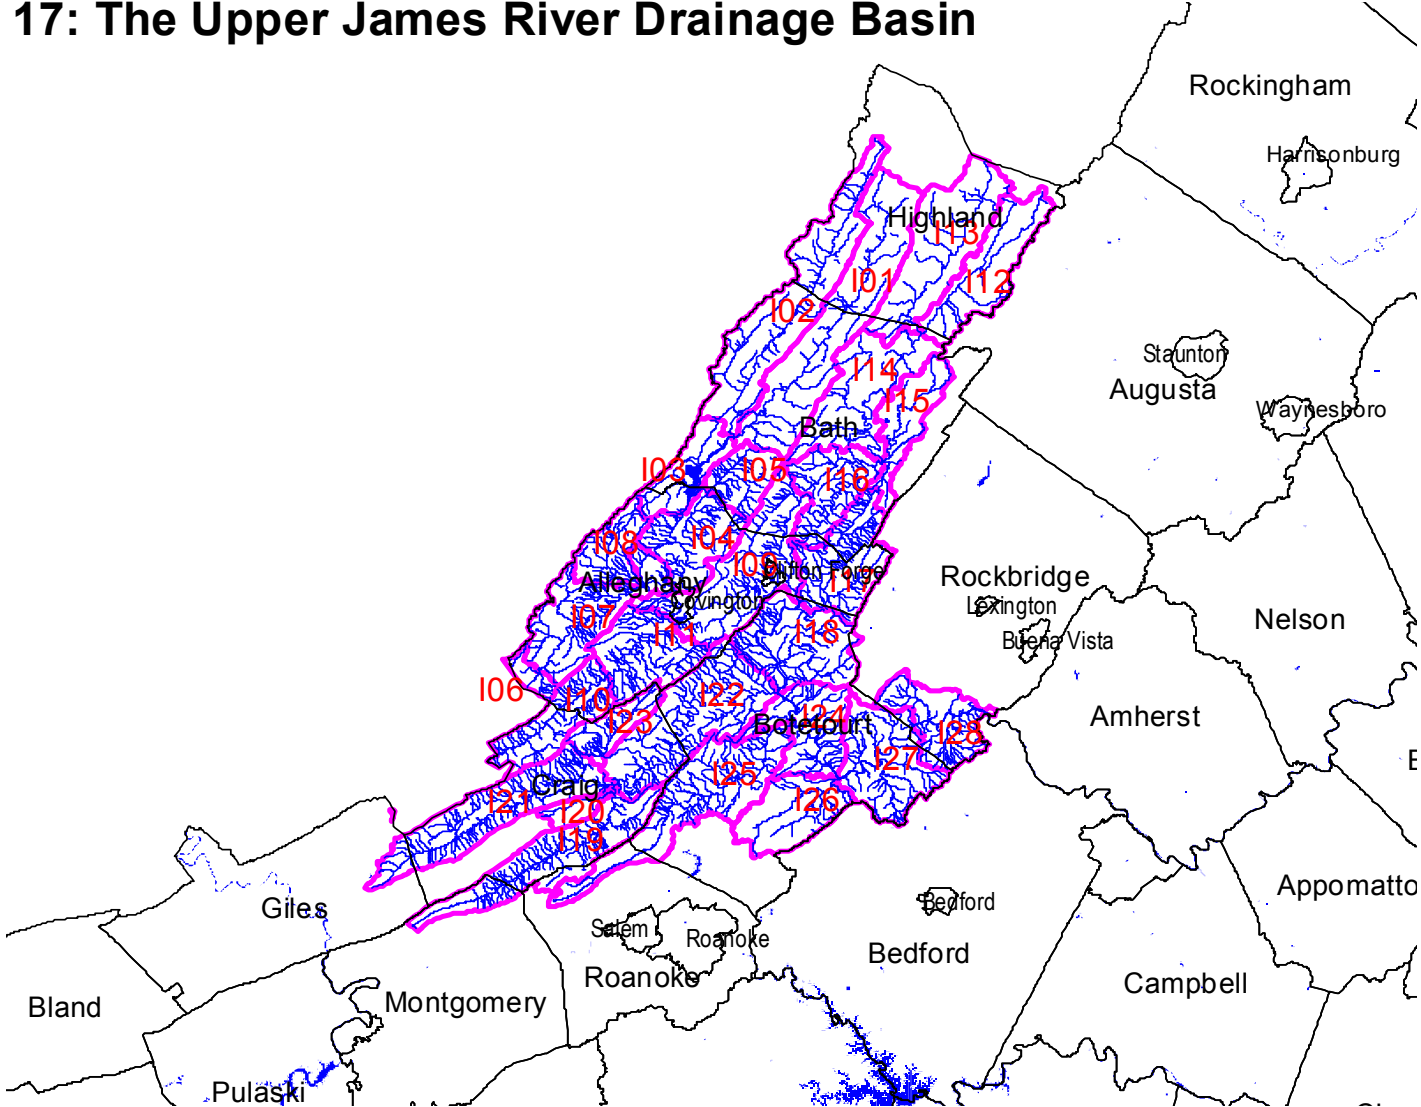 17: The Upper James River Drainage Basin
Rockingham
Harrisonburg
Highland
I13
I01
I12
I02
Staunton
I14
Augusta
I15
Waynesboro
Bath
I03
I05
I16
I04
I08
I09
Clifton Forge
I17
Alleghany
Rockbridge
Covington
Lexington
I07
Nelson
I11
I18
Buena Vista
I06
I10
I22
I24
Amherst
I23
Botetourt
I28
I27
I25
Craig
I21
I20
I26
I19
Appomatto
Giles
Bedford
Salem
Roanoke
Bedford
Roanoke
Campbell
Bland
Montgomery
Pulaski